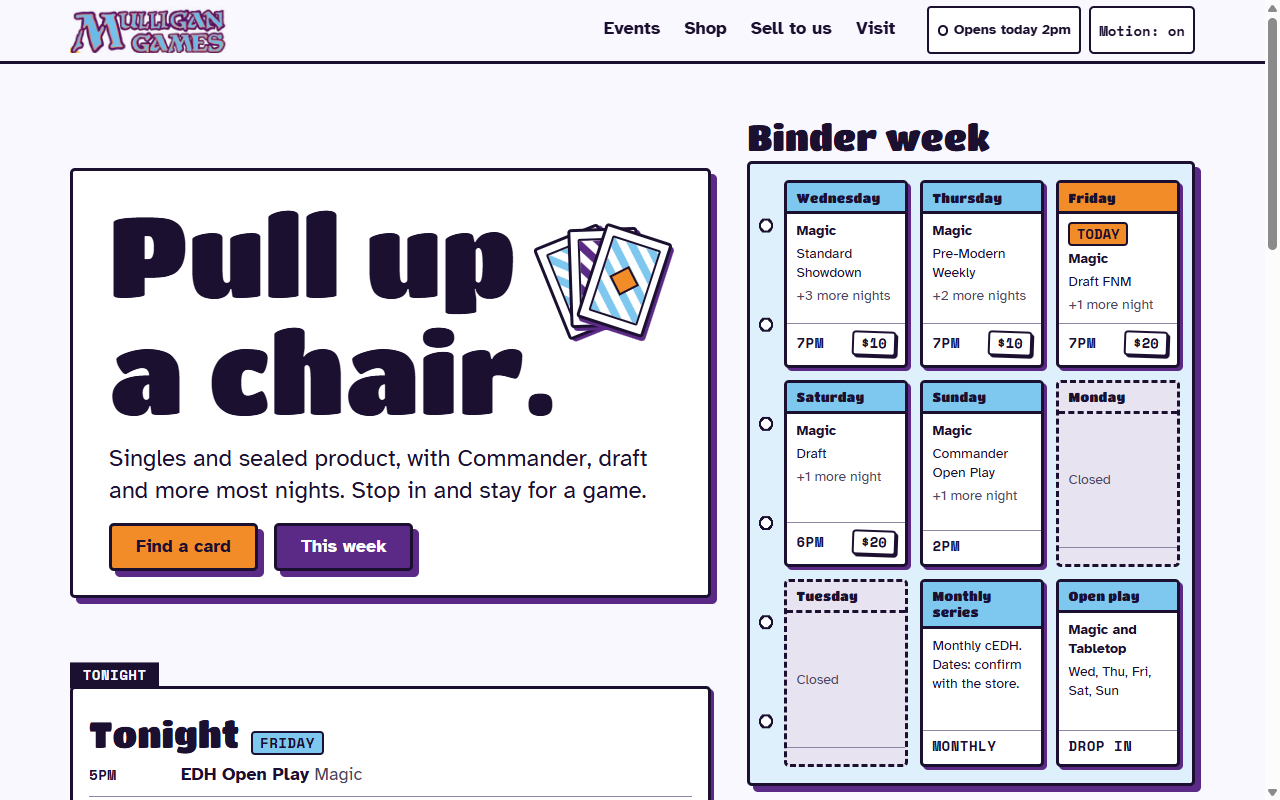 MULLIGAN
GAMES
Events Shop Sell to us Visit
Opens today 2pm
Motion: on
Pull up
a chair.
Singles and sealed product, with Commander, draft
and more most nights. Stop in and stay for a game.
Find a card
This week
TONIGHT
Tonight FRIDAY
5PM EDH Open Play Magic
Binder week
Wednesday
Magic
Standard
Showdown
+3 more nights
7PM $10
Thursday
Magic
Pre-Modern
Weekly
+2 more nights
7PM $10
Friday
TODAY
Magic
Draft FNM
+1 more night
7PM $20
Saturday
Magic
Draft
+1 more night
6PM $20
Sunday
Magic
Commander
Open Play
+1 more night
2PM
Monday
Closed
Tuesday
Closed
Monthly
series
Monthly cEDH.
Dates: confirm
with the store.
MONTHLY
Open play
Magic and
Tabletop
Wed, Thu, Fri,
Sat, Sun
DROP IN